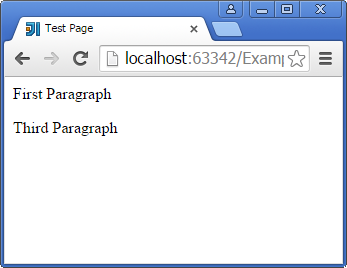 Test Page
localhost:63342/Examp
First Paragraph
Third Paragraph